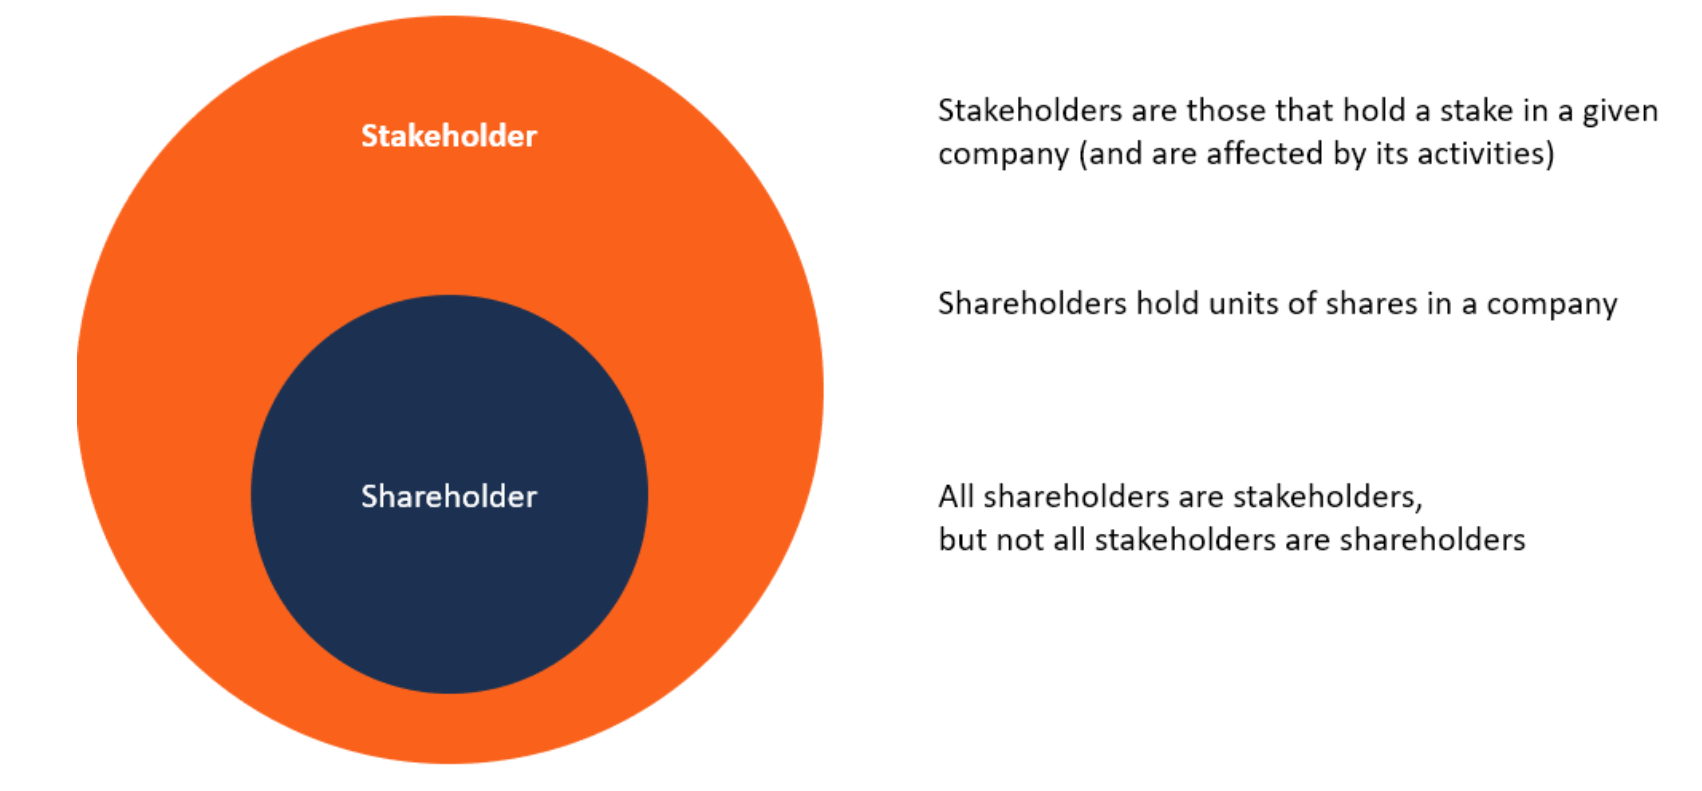 Stakeholder
Shareholder
Stakeholders are those that hold a stake in a given
company (and are affected by its activities)
Shareholders hold units of shares in a company
All shareholders are stakeholders,
but not all stakeholders are shareholders